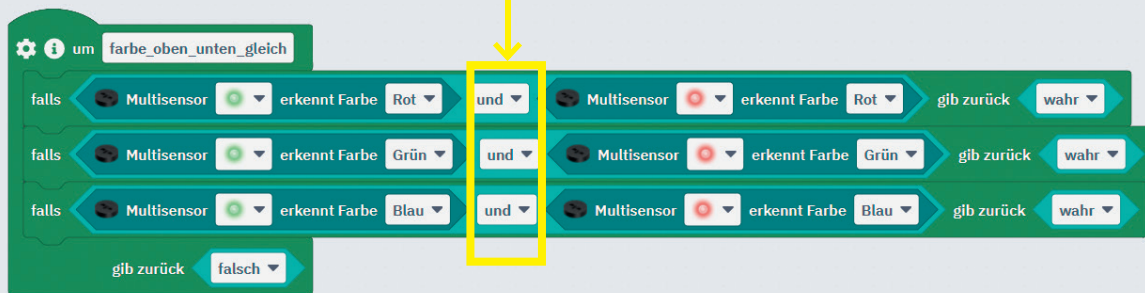 um farbe_oben_unten_gleich
falls Multisensor erkennt Farbe Rot und Multisensor erkennt Farbe Rot gib zurück wahr
falls Multisensor erkennt Farbe Grün und Multisensor erkennt Farbe Grün gib zurück wahr
falls Multisensor erkennt Farbe Blau und Multisensor erkennt Farbe Blau gib zurück wahr
gib zurück falsch